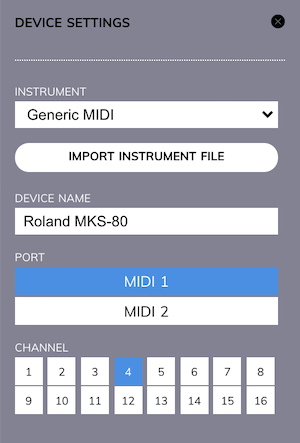 DEVICE SETTINGS
INSTRUMENT
Generic MIDI
IMPORT INSTRUMENT FILE
DEVICE NAME
Roland MKS-80
PORT
MIDI 1
MIDI 2
CHANNEL
1 2 3 4 5 6 7 8
9 10 11 12 13 14 15 16